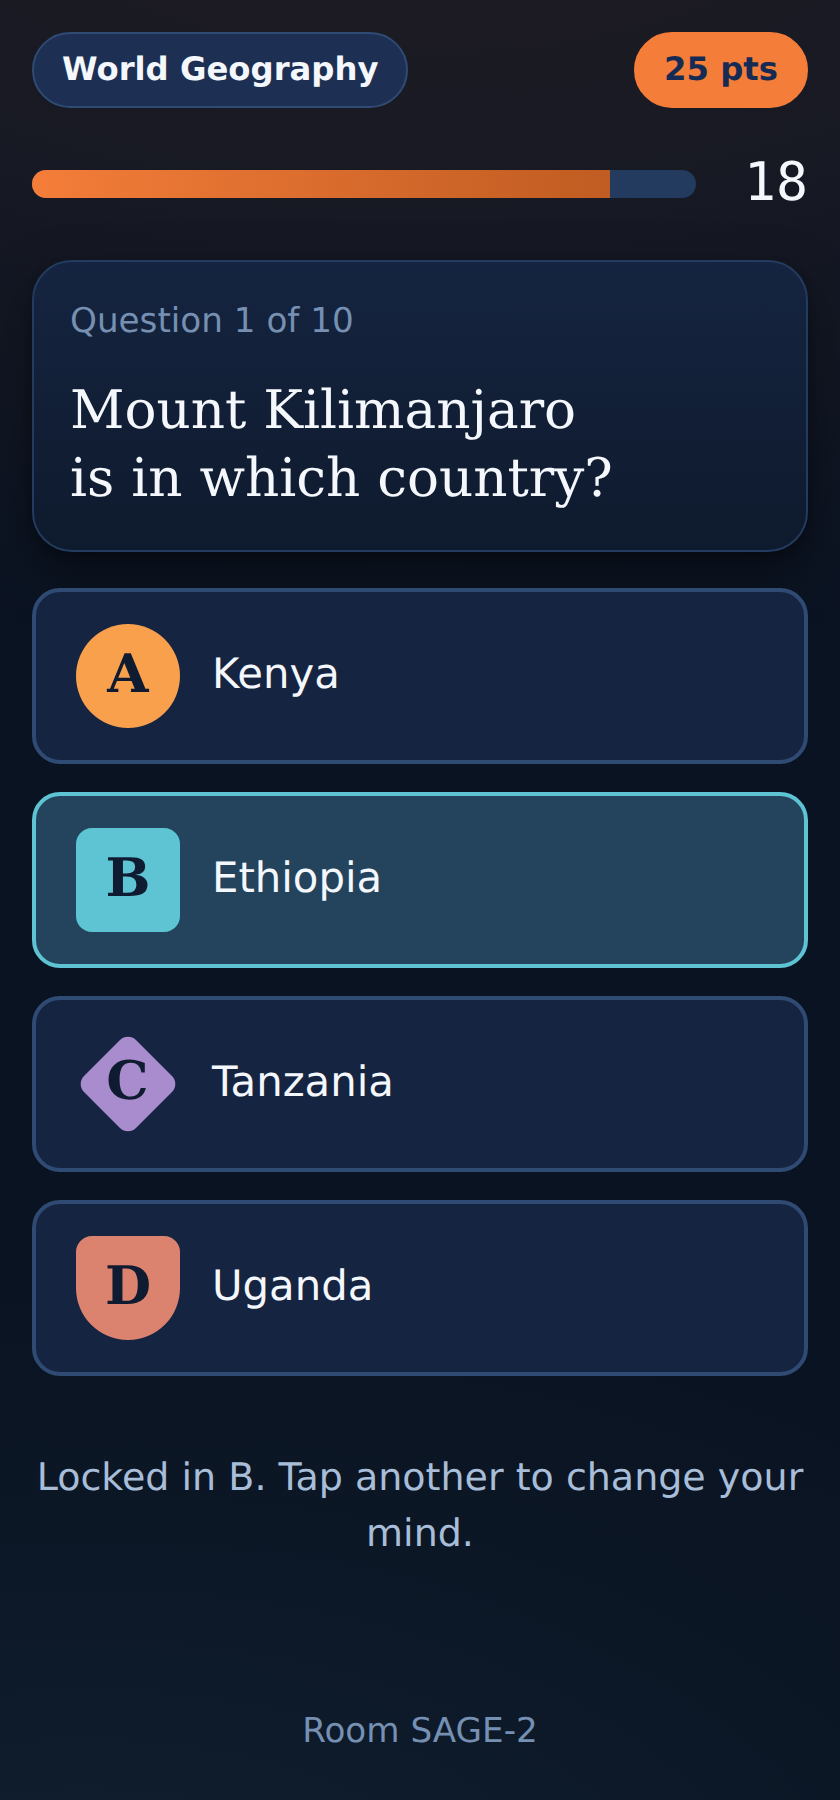 World Geography
25 pts
18
Question 1 of 10
Mount Kilimanjaro
is in which country?
A Kenya
B Ethiopia
C Tanzania
D Uganda
Locked in B. Tap another to change your
mind.
Room SAGE-2